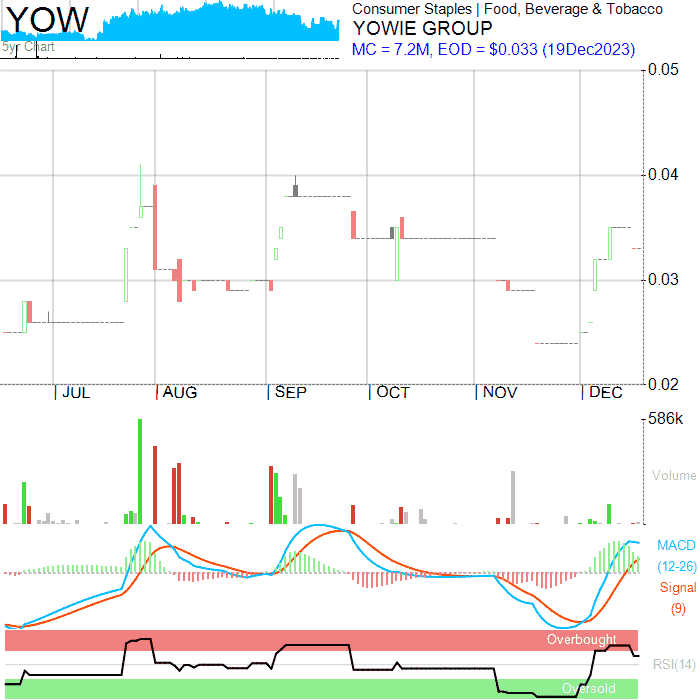 YOW
5yr Chart
Consumer Staples | Food, Beverage & Tobacco
YOWIE GROUP
MC = 7.2M, EOD = $0.033 (19Dec2023)
0.05
0.04
0.03
0.02
JUL
AUG
SEP
OCT
NOV
DEC
586k
Volume
MACD
(12-26)
Signal
(9)
Overbought
RSI(14)
Oversold